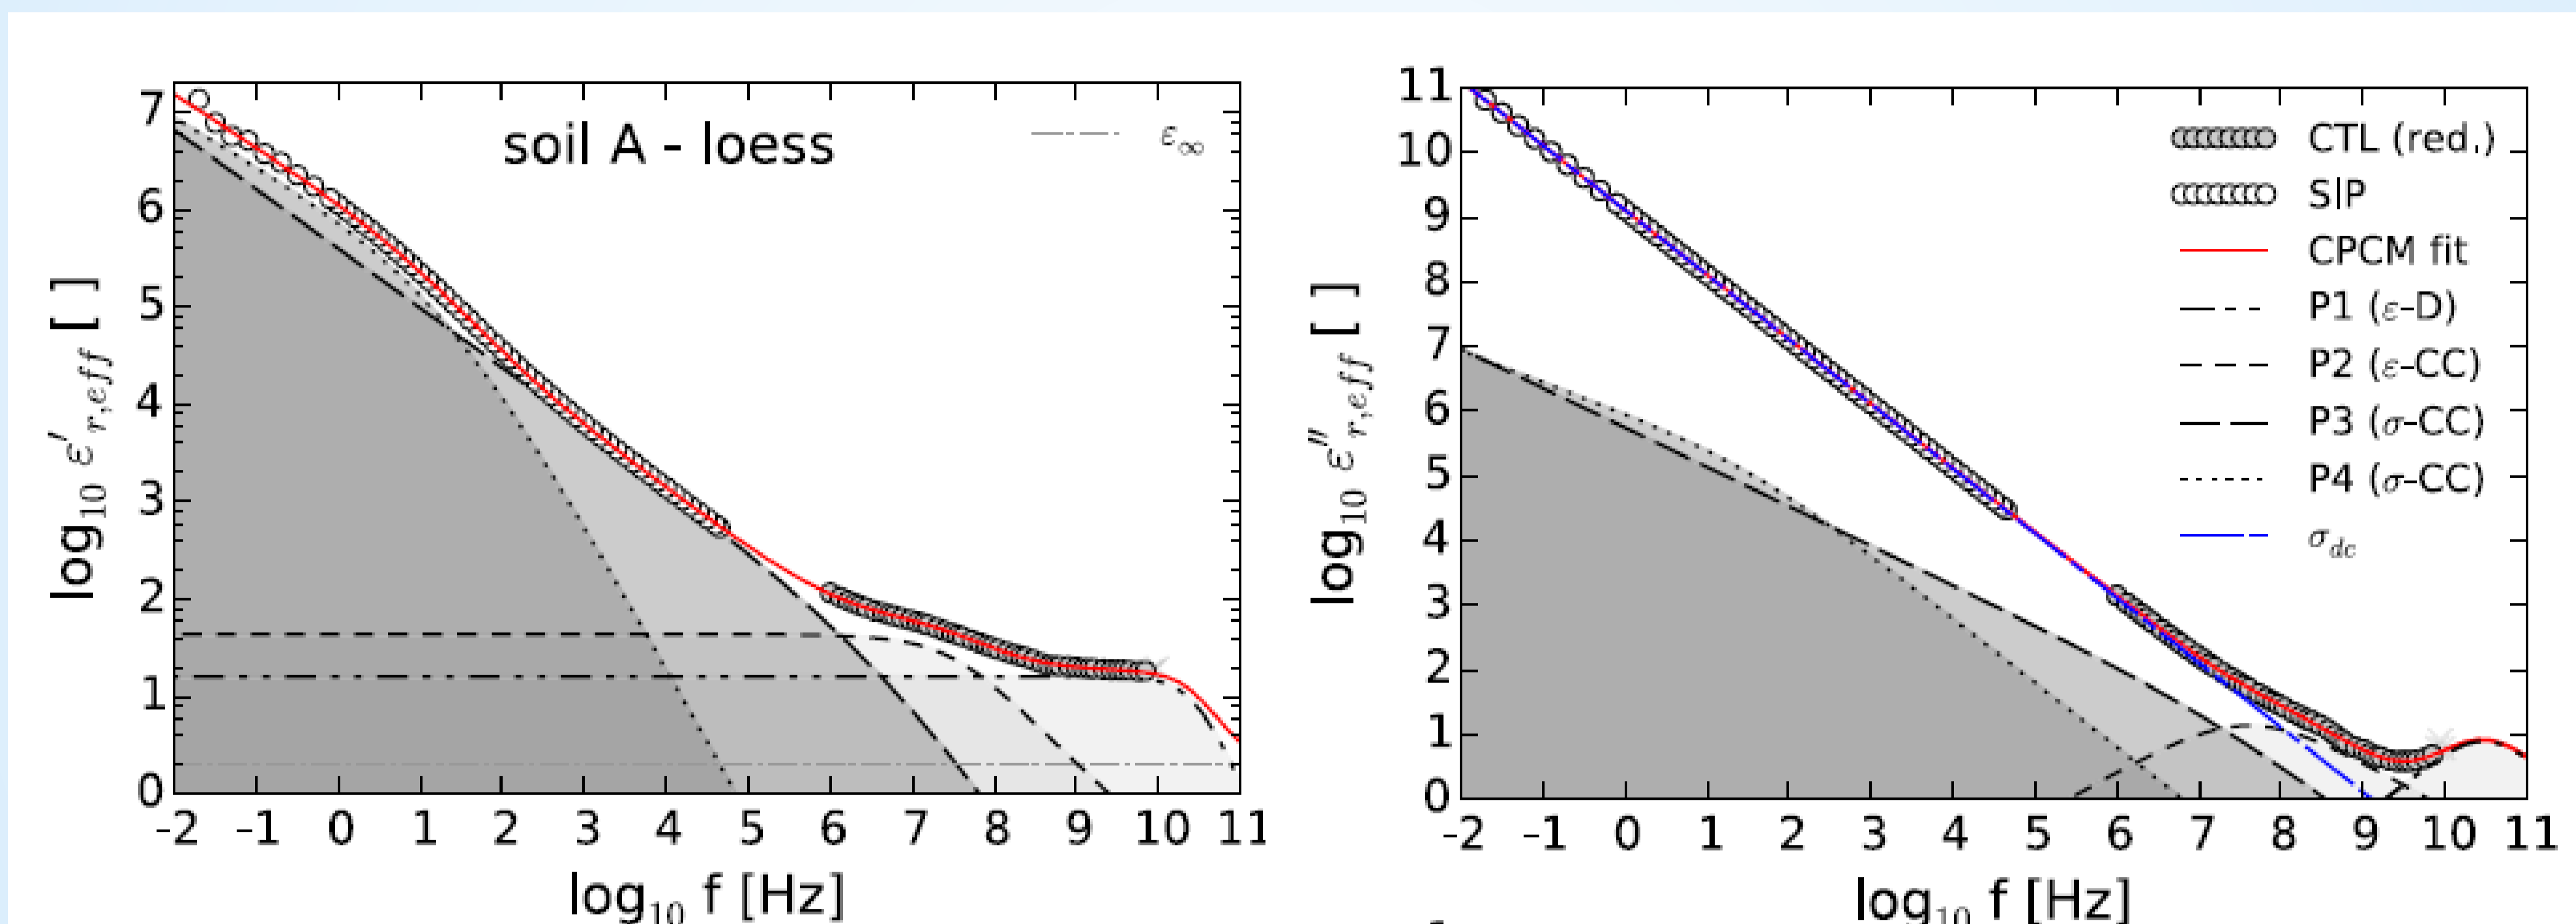 soil A - loess
ε∞
7
6
5
4
3
2
1
0
log10 ε′r,eff [ ]
-2 -1 0 1 2 3 4 5 6 7 8 9 10 11
log10 f [Hz]
11
10
9
8
7
6
5
4
3
2
1
0
log10 ε″r,eff [ ]
CTL (red.)
S|P
CPCM fit
P1 (ε-D)
P2 (ε-CC)
P3 (σ-CC)
P4 (σ-CC)
σdc
-2 -1 0 1 2 3 4 5 6 7 8 9 10 11
log10 f [Hz]